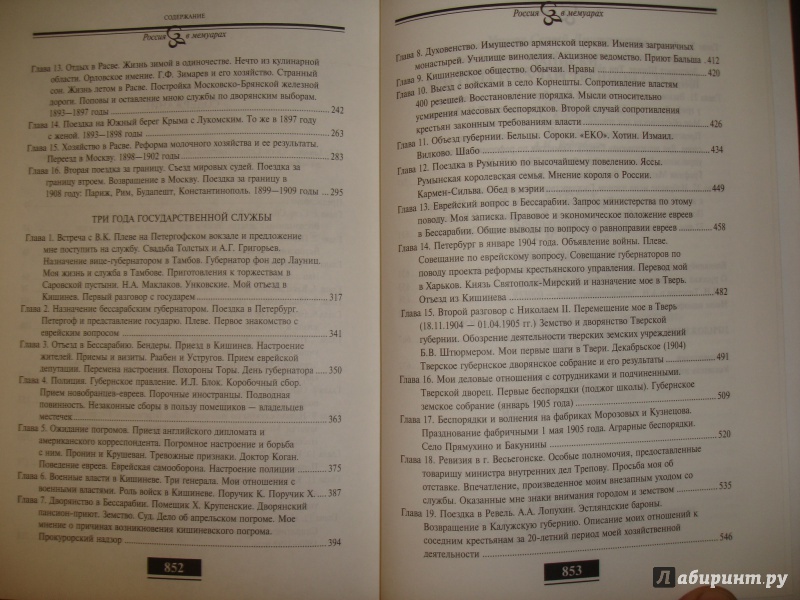 СОДЕРЖАНИЕ
Россия в мемуарах
Глава 13. Отдых в Расве. Жизнь зимой в одиночестве. Нечто из кулинарной
области. Орловское имение. Г.Ф. Зимарев и его хозяйство. Странный
сон. Жизнь летом в Расве. Постройка Московско-Брянской железной
дороги. Поповы и оставление мною службы по дворянским выборам.
1893—1897 годы 242
Глава 14. Поездка на Южный берег Крыма с Лукомским. То же в 1897 году
с женой. 1893—1898 годы 263
Глава 15. Хозяйство в Расве. Реформа молочного хозяйства и ее результаты.
Переезд в Москву. 1898—1902 годы 283
Глава 16. Вторая поездка за границу. Съезд мировых судей. Поездка за
границу втроем. Возвращение в Москву. Поездка за границу в
1908 году: Париж, Рим, Будапешт, Константинополь. 1899—1909 годы 295
ТРИ ГОДА ГОСУДАРСТВЕННОЙ СЛУЖБЫ
Глава 1. Встреча с В.К. Плеве на Петергофском вокзале и предложение
мне поступить на службу. Свадьба Толстых и А.Г. Григорьев.
Назначение вице-губернатором в Тамбов. Губернатор фон дер Лауниц.
Моя жизнь и служба в Тамбове. Приготовления к торжествам в
Саровской пустыни. Н.А. Маклаков. Унковские. Мой отъезд в
Кишинев. Первый разговор с государем 317
Глава 2. Назначение бессарабским губернатором. Поездка в Петербург.
Петергоф и представление государю. Плеве. Первое знакомство с
еврейским вопросом 341
Глава 3. Отъезд в Бессарабию. Бендеры. Приезд в Кишинев. Настроение
жителей. Приемы и визиты. Рыбен и Устругов. Прием еврейской
депутации. Перемена настроения. Похороны Торы. День губернатора 350
Глава 4. Полиция. Губернское правление. И.Л. Блок. Коробочный сбор.
Прием новобранцев-евреев. Порочные иностранцы. Подводная
повинность. Незаконные сборы в пользу помещиков — владельцев
местечек 363
Глава 5. Ожидание погромов. Приезд английского дипломата и
американского корреспондента. Погромное настроение и борьба
с ним. Пронин и Крушеван. Тревожные признаки. Доктор Коган.
Поведение евреев. Еврейская самооборона. Настроение полиции 375
Глава 6. Военные власти в Кишиневе. Три генерала. Мои отношения с
военными властями. Роль войск в Кишиневе. Поручик К. Поручик Х. 387
Глава 7. Дворянство в Бессарабии. Помещик Х. Крупенские. Дворянский
пансион-приют. Земство. Суд. Дело об апрельском погроме. Мое
мнение о причинах возникновения кишиневского погрома.
Прокурорский надзор 394
852
Россия в мемуарах
Глава 8. Духовенство. Имущество армянской церкви. Имения заграничных
монастырей. Училище виноделия. Акцизное ведомство. Приют Бальша 412
Глава 9. Кишиневское общество. Обычаи. Нравы 420
Глава 10. Выезд с войсками в село Корнешты. Сопротивление властям
400 резешей. Восстановление порядка. Мысли относительно
усмирения массовых беспорядков. Второй случай сопротивления
крестьян законным требованиям власти 426
Глава 11. Объезд губернии. Бельцы. Сороки. «ЕКО». Хотин. Измаил.
Вилково. Шабо 434
Глава 12. Поездка в Румынию по высочайшему повелению. Яссы.
Румынская королевская семья. Мнение короля о России.
Кармен-Сильва. Обед в мэрии 449
Глава 13. Еврейский вопрос в Бессарабии. Запрос министерства по этому
поводу. Моя записка. Правовое и экономическое положение евреев
в Бессарабии. Общие выводы по вопросу о равноправии евреев 458
Глава 14. Петербург в январе 1904 года. Объявление войны. Плеве.
Совещание по еврейскому вопросу. Совещание губернаторов по
поводу проекта реформы крестьянского управления. Перевод мой
в Харьков. Князь Святополк-Мирский и назначение мое в Тверь.
Отъезд из Кишинева 482
Глава 15. Второй разговор с Николаем II. Перемещение мое в Тверь
(18.11.1904 — 01.04.1905 гг.) Земство и дворянство Тверской
губернии. Обозрение деятельности тверских земских учреждений
Б.В. Штюрмером. Мои первые шаги в Твери. Декабрьское (1904)
Тверское губернское дворянское собрание и его результаты 491
Глава 16. Мои деловые отношения с сотрудниками и подчиненными.
Тверской дворец. Первые беспорядки (поджог школы). Губернское
земское собрание (январь 1905 года) 509
Глава 17. Беспорядки и волнения на фабриках Морозовых и Кузнецова.
Празднование фабричными 1 мая 1905 года. Аграрные беспорядки.
Село Прямухино и Бакунины 520
Глава 18. Ревизия в г. Весьегонске. Особые полномочия, предоставленные
товарищу министра внутренних дел Трепову. Просьба моя об
отставке. Впечатление, произведенное моим внезапным уходом со
службы. Оказанные мне знаки внимания городом и земством 535
Глава 19. Поездка в Ревель. А.А. Лопухин. Эстляндские бароны.
Возвращение в Калужскую губернию. Описание моих отношений к
соседним крестьянам за 20-летний период моей хозяйственной
деятельности 546
853
Лабиринт.ру